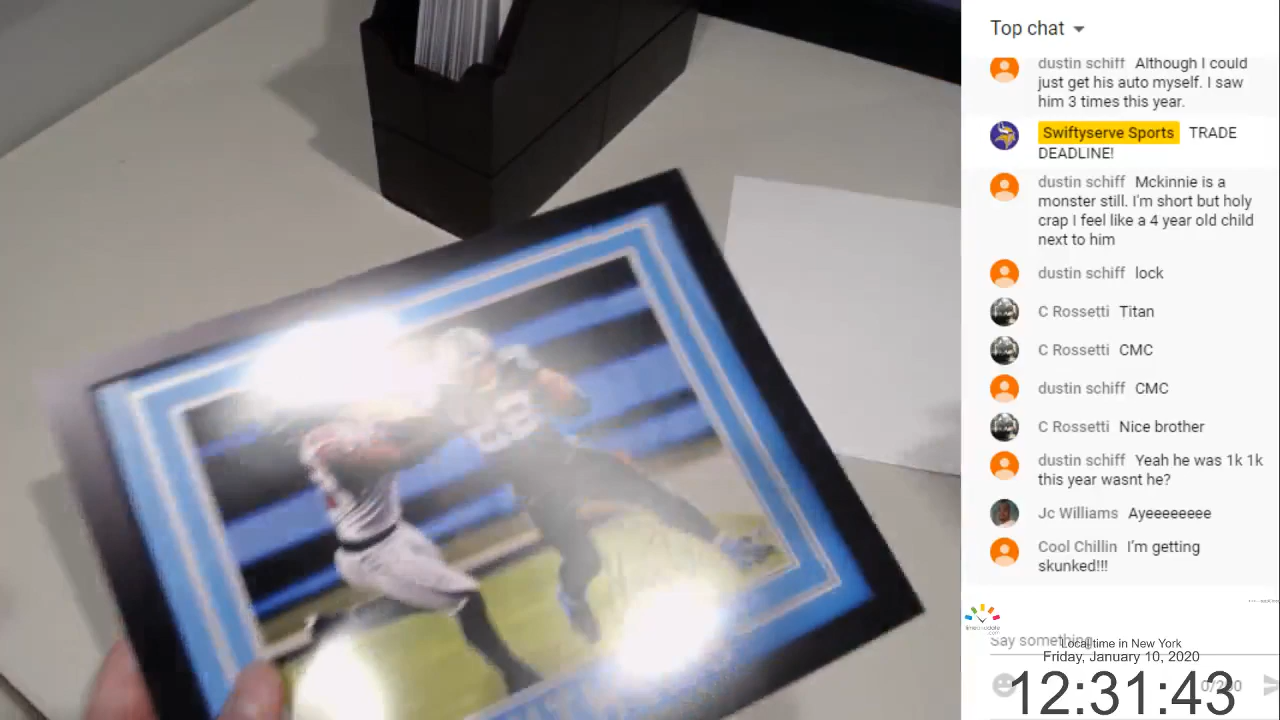 Top chat
dustin schiff Although I could
just get his auto myself. I saw
him 3 times this year.
Swiftyserve Sports TRADE
DEADLINE!
dustin schiff Mckinnie is a
monster still. I'm short but holy
crap I feel like a 4 year old child
next to him
dustin schiff lock
C Rossetti Titan
C Rossetti CMC
dustin schiff CMC
C Rossetti Nice brother
dustin schiff Yeah he was 1k 1k
this year wasnt he?
Jc Williams Ayeeeeeeee
Cool Chillin I'm getting
skunked!!!
Say something
Local time in New York
Friday, January 10, 2020
12:31:43